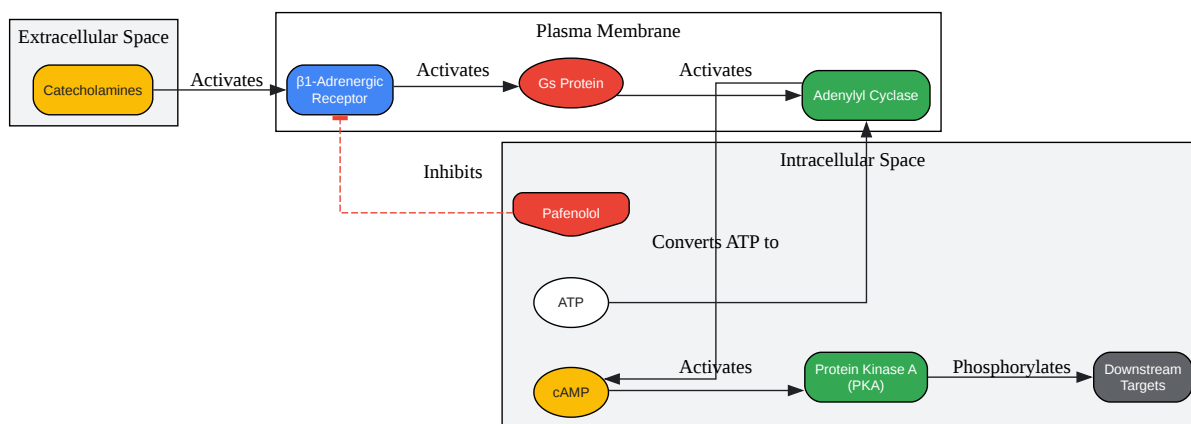 Extracellular Space
Catecholamines
Activates
Plasma Membrane
β1-Adrenergic
Receptor
Activates
Gs Protein
Activates
Adenylyl Cyclase
Inhibits
Intracellular Space
Pafenolol
Converts ATP to
ATP
cAMP
Activates
Protein Kinase A
(PKA)
Phosphorylates
Downstream
Targets